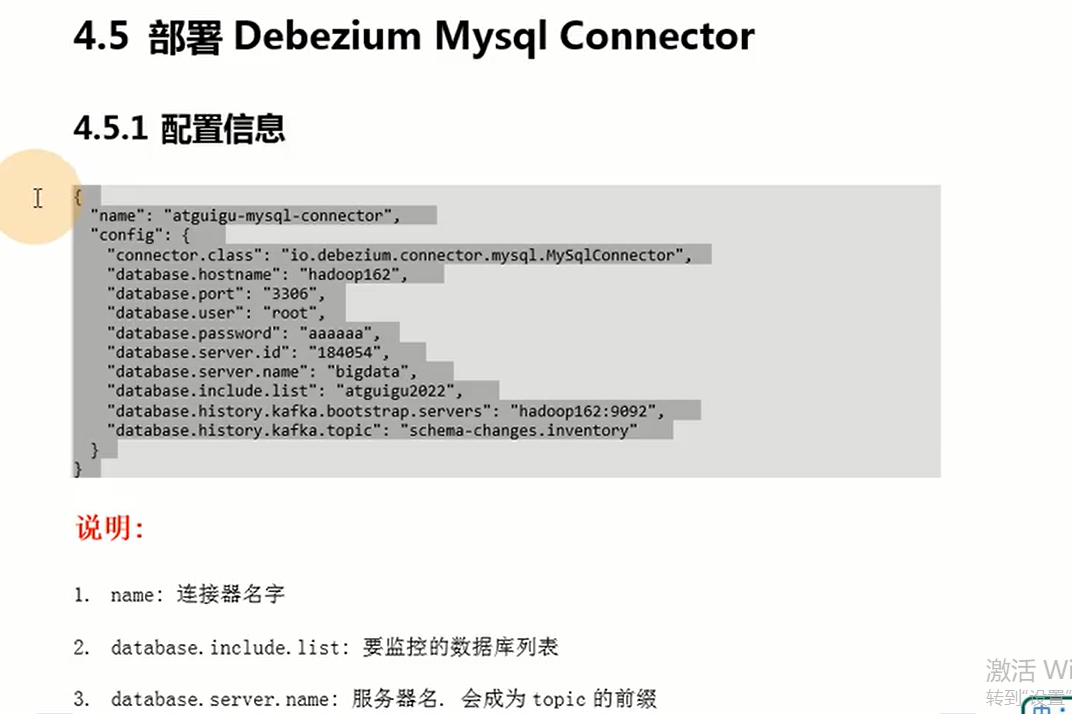 4.5 部署 Debezium Mysql Connector
4.5.1 配置信息
{
"name": "atguigu-mysql-connector",
"config": {
"connector.class": "io.debezium.connector.mysql.MySqlConnector",
"database.hostname": "hadoop162",
"database.port": "3306",
"database.user": "root",
"database.password": "aaaaaa",
"database.server.id": "184054",
"database.server.name": "bigdata",
"database.include.list": "atguigu2022",
"database.history.kafka.bootstrap.servers": "hadoop162:9092",
"database.history.kafka.topic": "schema-changes.inventory"
}
}
说明:
1. name: 连接器名字
2. database.include.list: 要监控的数据库列表
3. database.server.name: 服务器名. 会成为 topic 的前缀
激活 Wi
转到"设置"